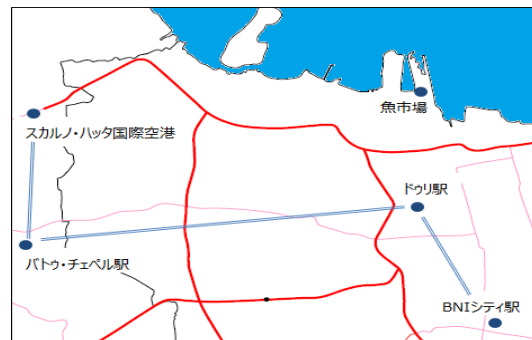 魚市場
スカルノ・ハッタ国際空港
ドゥリ駅
バトゥ・チェペル駅
BNIシティ駅